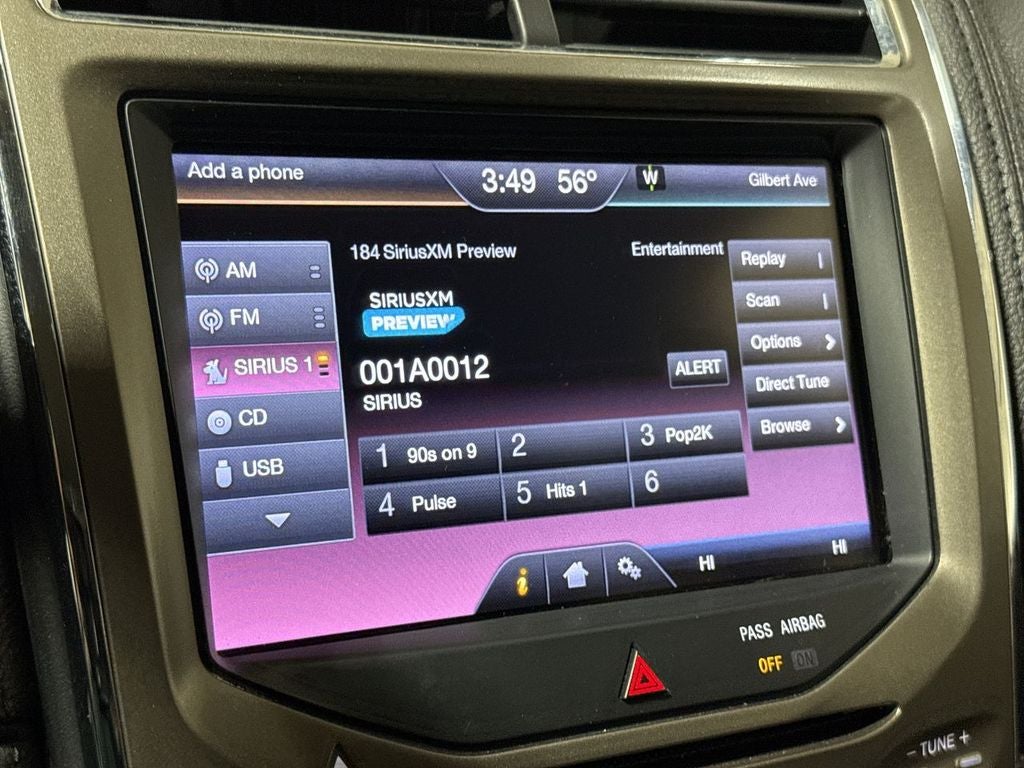 Add a phone
3:49 56°
W
Gilbert Ave
AM
FM
SIRIUS 1
CD
USB
184 SiriusXM Preview
Entertainment
SIRIUSXM
PREVIEW
001A0012
SIRIUS
ALERT
1 90s on 9
2
3 Pop2K
4 Pulse
5 Hits 1
6
Replay
Scan
Options
Direct Tune
Browse
i
HI
HI
PASS AIRBAG
OFF ON
- TUNE +